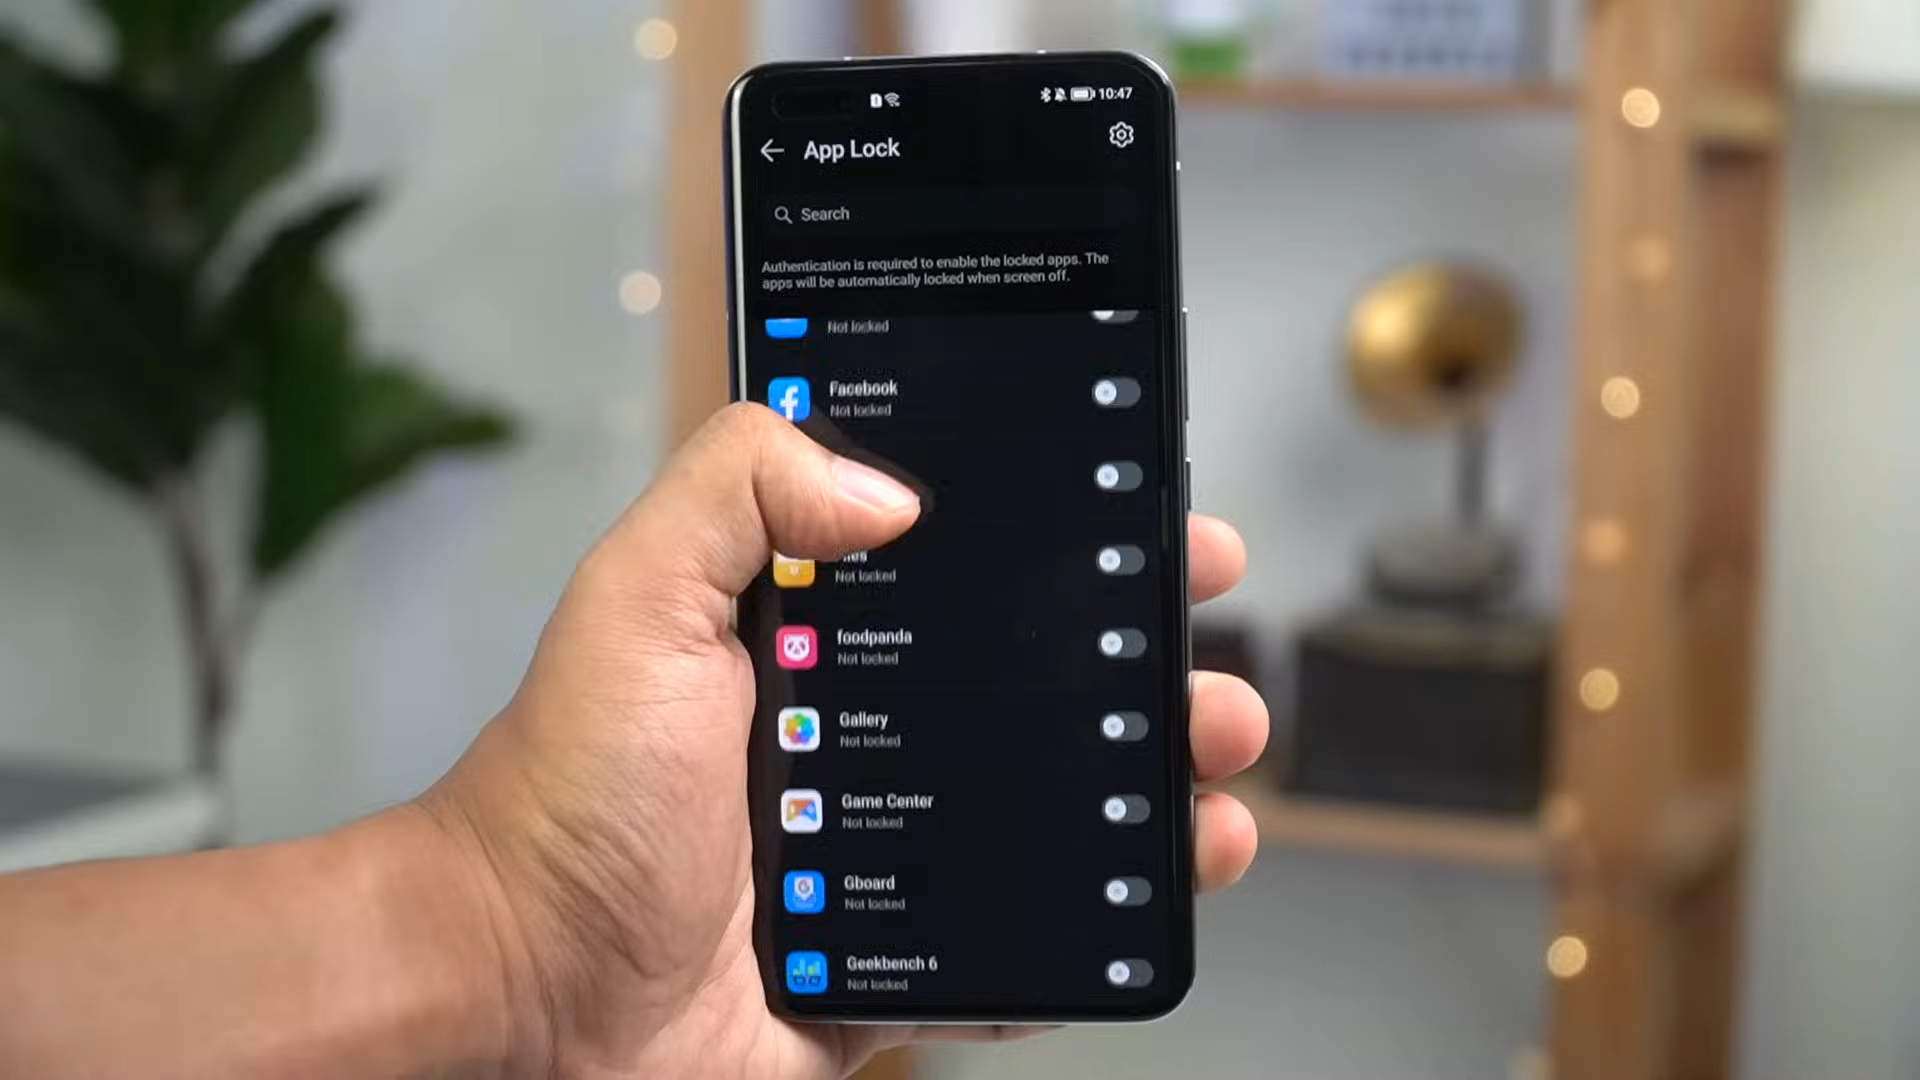 10:47
App Lock
Search
Authentication is required to enable the locked apps. The
apps will be automatically locked when screen off.
Not locked
Facebook
Not locked
Not locked
foodpanda
Not locked
Gallery
Not locked
Game Center
Not locked
Gboard
Not locked
Geekbench 6
Not locked